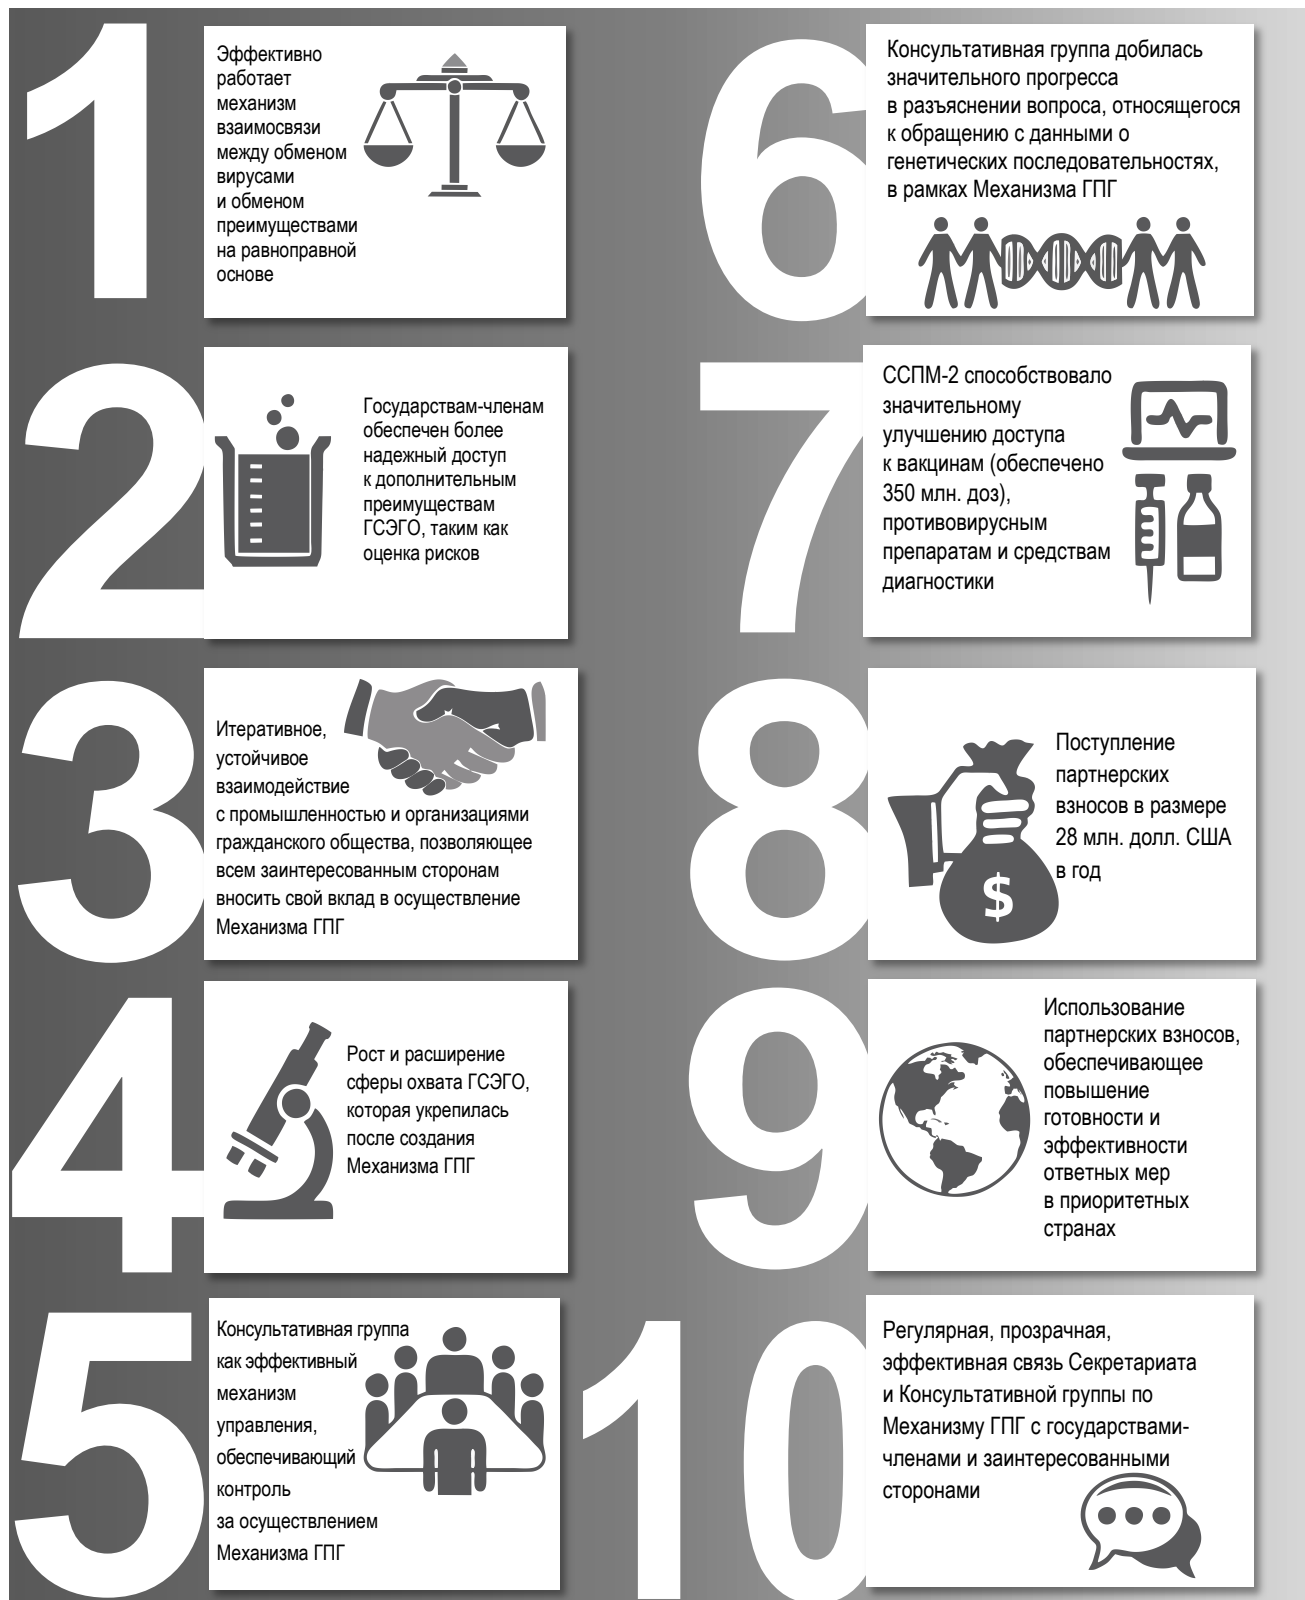 1
Эффективно
работает
механизм
взаимосвязи
между обменом
вирусами
и обменом
преимуществами
на равноправной
основе
2
Государствам-членам
обеспечен более
надежный доступ
к дополнительным
преимуществам
ГСЭГО, таким как
оценка рисков
3
Итеративное,
устойчивое
взаимодействие
с промышленностью и организациями
гражданского общества, позволяющее
всем заинтересованным сторонам
вносить свой вклад в осуществление
Механизма ГПГ
4
Рост и расширение
сферы охвата ГСЭГО,
которая укрепилась
после создания
Механизма ГПГ
5
Консультативная группа
как эффективный
механизм
управления,
обеспечивающий
контроль
за осуществлением
Механизма ГПГ
6
Консультативная группа добилась
значительного прогресса
в разъяснении вопроса, относящегося
к обращению с данными о
генетических последовательностях,
в рамках Механизма ГПГ
7
ССПМ-2 способствовало
значительному
улучшению доступа
к вакцинам (обеспечено
350 млн. доз),
противовирусным
препаратам и средствам
диагностики
8
Поступление
партнерских
взносов в размере
28 млн. долл. США
в год
$
9
Использование
партнерских взносов,
обеспечивающее
повышение
готовности и
эффективности
ответных мер
в приоритетных
странах
10
Регулярная, прозрачная,
эффективная связь Секретариата
и Консультативной группы по
Механизму ГПГ с государствами-
членами и заинтересованными
сторонами